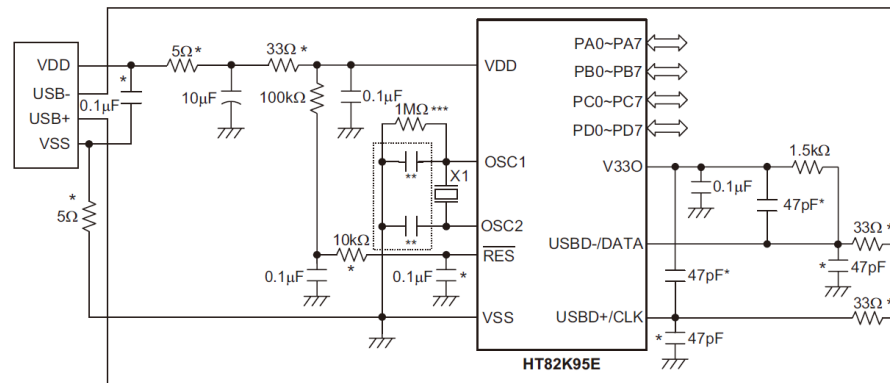 5Ω *
33Ω *
PA0~PA7
VDD
VDD
PB0~PB7
*
USB-
0.1µF
10µF
100kΩ
0.1µF
PC0~PC7
USB+
1MΩ ***
PD0~PD7
VSS
1.5kΩ
OSC1
V33O
**
X1
0.1µF
*
5Ω
47pF*
**
OSC2
33Ω *
10kΩ
USBD-/DATA
*
RES
* 47pF
0.1µF
0.1µF *
47pF*
33Ω *
VSS
USBD+/CLK
* 47pF
HT82K95E